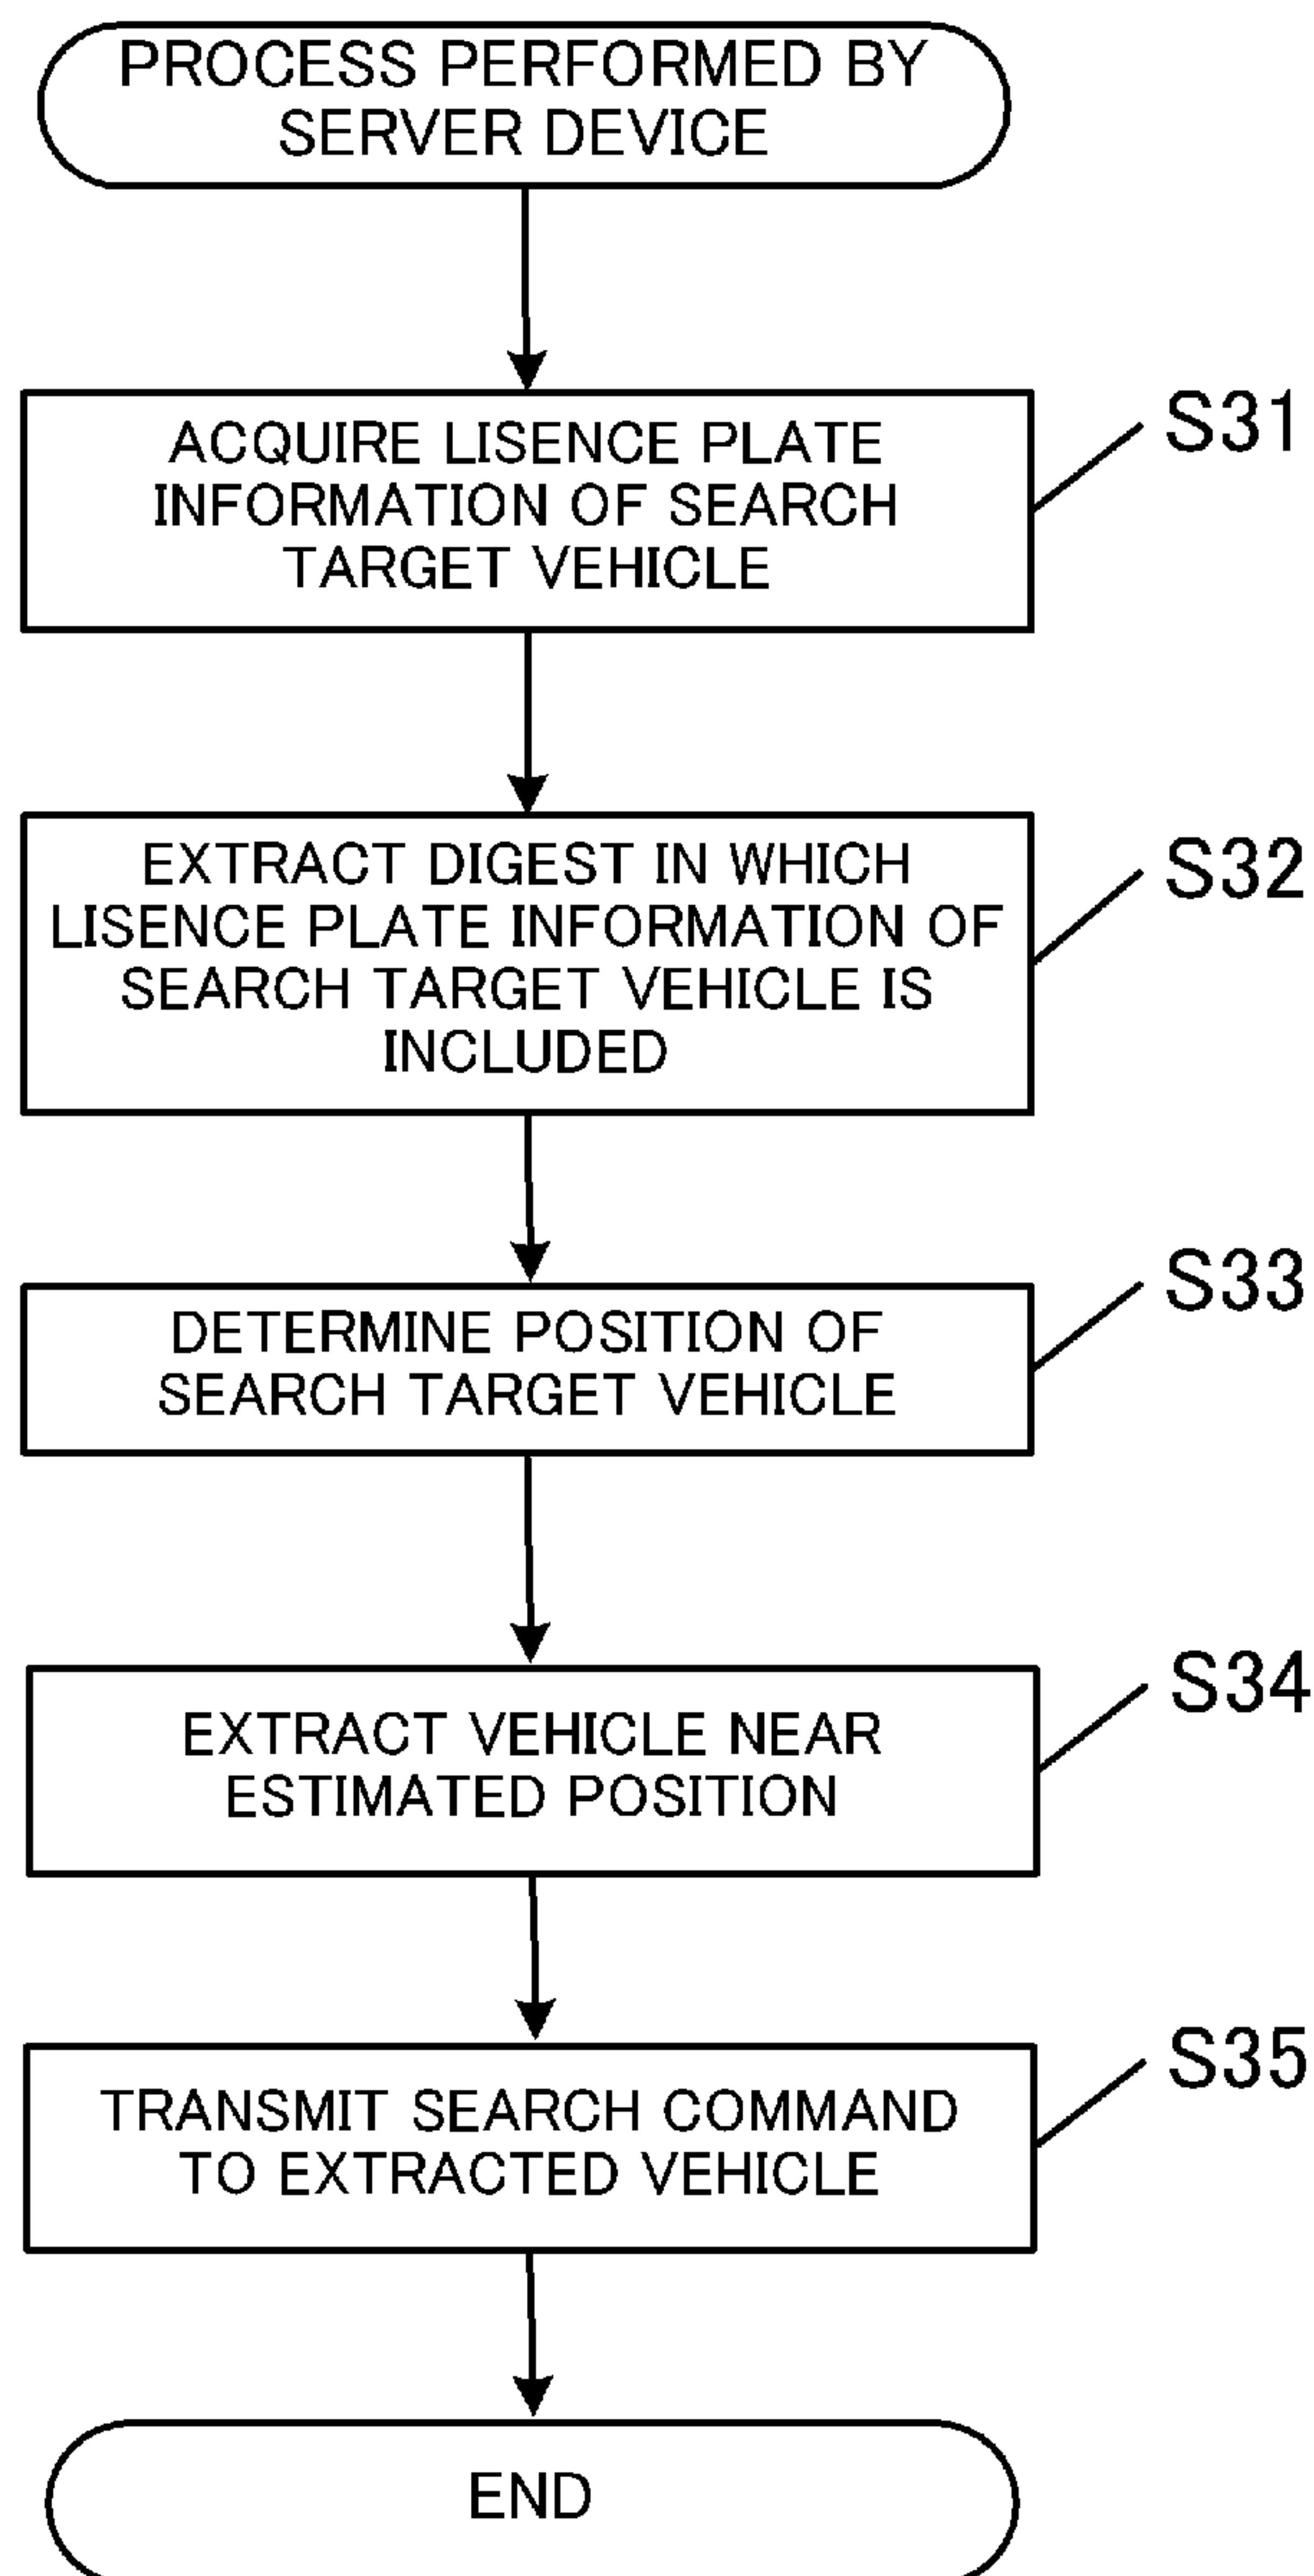 PROCESS PERFORMED BY
SERVER DEVICE
ACQUIRE LISENCE PLATE
INFORMATION OF SEARCH
TARGET VEHICLE
S31
EXTRACT DIGEST IN WHICH
LISENCE PLATE INFORMATION OF
SEARCH TARGET VEHICLE IS
INCLUDED
S32
DETERMINE POSITION OF
SEARCH TARGET VEHICLE
S33
EXTRACT VEHICLE NEAR
ESTIMATED POSITION
S34
TRANSMIT SEARCH COMMAND
TO EXTRACTED VEHICLE
S35
END